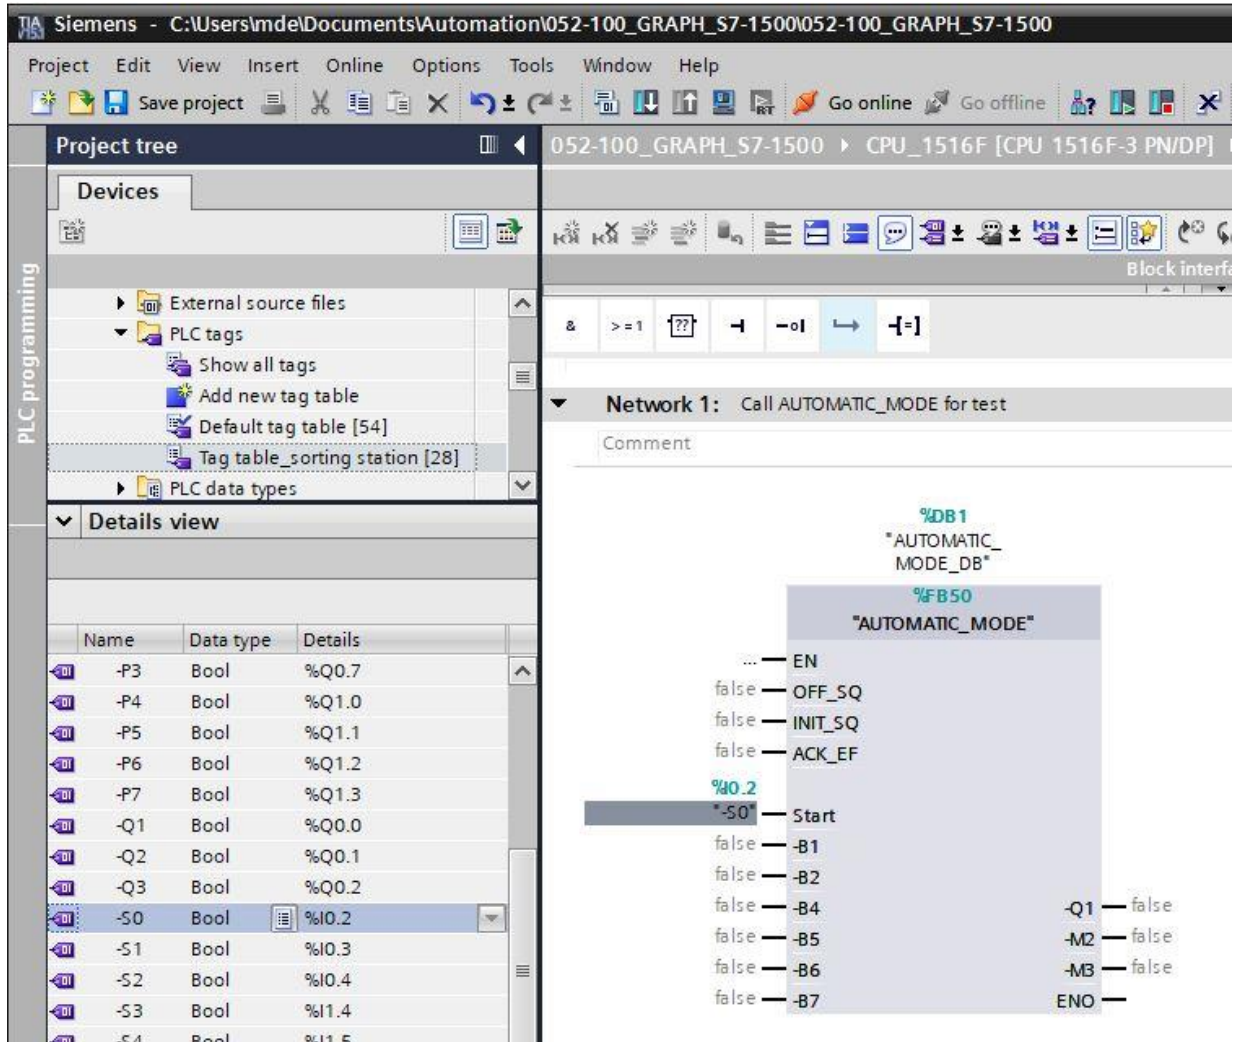 Siemens - C:\Users\mde\Documents\Automation\052-100_GRAPH_S7-1500\052-100_GRAPH_S7-1500
Project Edit View Insert Online Options Tools Window Help
Save project Go online Go offline
Project tree
052-100_GRAPH_S7-1500 CPU_1516F [CPU 1516F-3 PN/DP]
Devices
PLC programming
Block interfa
External source files
PLC tags
Show all tags
Add new tag table
Default tag table [54]
Tag table_sorting station [28]
PLC data types
& >=1 ??
Network 1: Call AUTOMATIC_MODE for test
Comment
Details view
Name Data type Details
-P3 Bool %Q0.7
-P4 Bool %Q1.0
-P5 Bool %Q1.1
-P6 Bool %Q1.2
-P7 Bool %Q1.3
-Q1 Bool %Q0.0
-Q2 Bool %Q0.1
-Q3 Bool %Q0.2
-S0 Bool %I0.2
-S1 Bool %I0.3
-S2 Bool %I0.4
-S3 Bool %I1.4
-S4 Bool %I1.5
%DB1
"AUTOMATIC_
MODE_DB"
%FB50
"AUTOMATIC_MODE"
... EN
false OFF_SQ
false INIT_SQ
false ACK_EF
%I0.2
"-S0" Start
false -B1
false -B2
false -B4 -Q1 false
false -B5 -M2 false
false -B6 -M3 false
false -B7 ENO